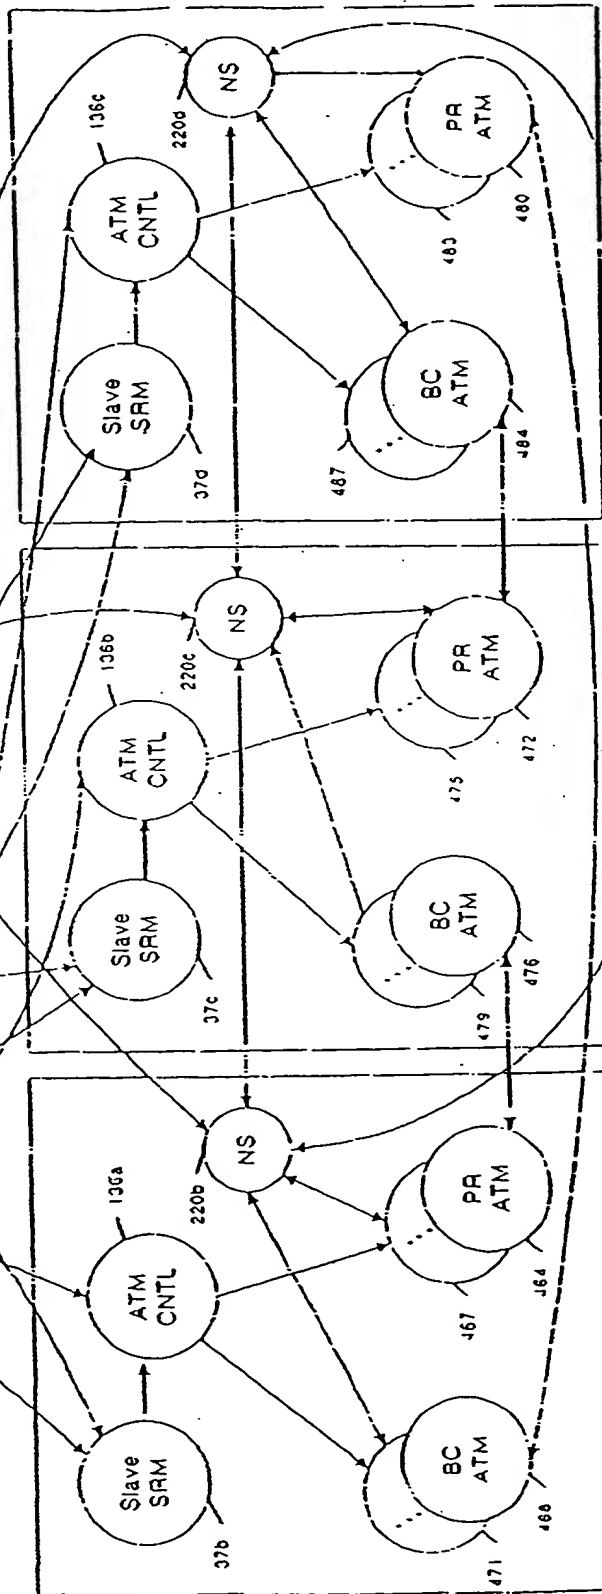 Slave
SRM
37b
ATM
CNTL
136a
NS
220b
BC
ATM
468
471
PR
ATM
464
467
Slave
SRM
37c
ATM
CNTL
136b
NS
220c
BC
ATM
476
479
PR
ATM
472
475
Slave
SRM
37d
ATM
CNTL
136c
NS
220d
BC
ATM
484
487
PR
ATM
480
483